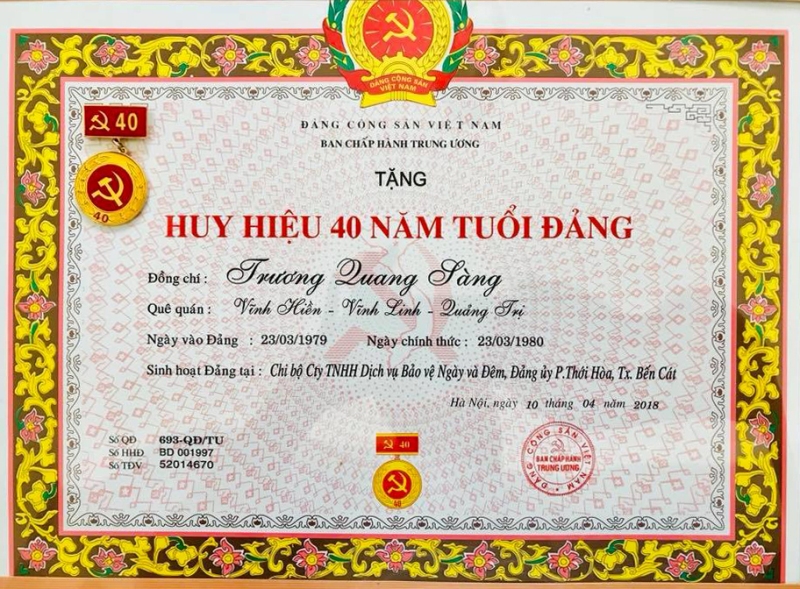 ĐẢNG CỘNG SẢN
VIỆT NAM
ĐẢNG CỘNG SẢN VIỆT NAM
BAN CHẤP HÀNH TRUNG ƯƠNG
40
40
TẶNG
HUY HIỆU 40 NĂM TUỔI ĐẢNG
Đồng chí : Trương Quang Sàng
Quê quán : Vĩnh Hiền - Vĩnh Linh - Quảng Trị
Ngày vào Đảng : 23/03/1979 Ngày chính thức : 23/03/1980
Sinh hoạt Đảng tại : Chi bộ Cty TNHH Dịch vụ Bảo vệ Ngày và Đêm, Đảng ủy P.Thới Hòa, Tx. Bến Cát
Hà Nội, ngày 10 tháng 04 năm 2018
Số QĐ 693-QĐ/TU
Số HHĐ BD 001997
Số TĐV 52014670
40
40
ĐẢNG CỘNG SẢN VIỆT NAM
BAN CHẤP HÀNH
TRUNG ƯƠNG